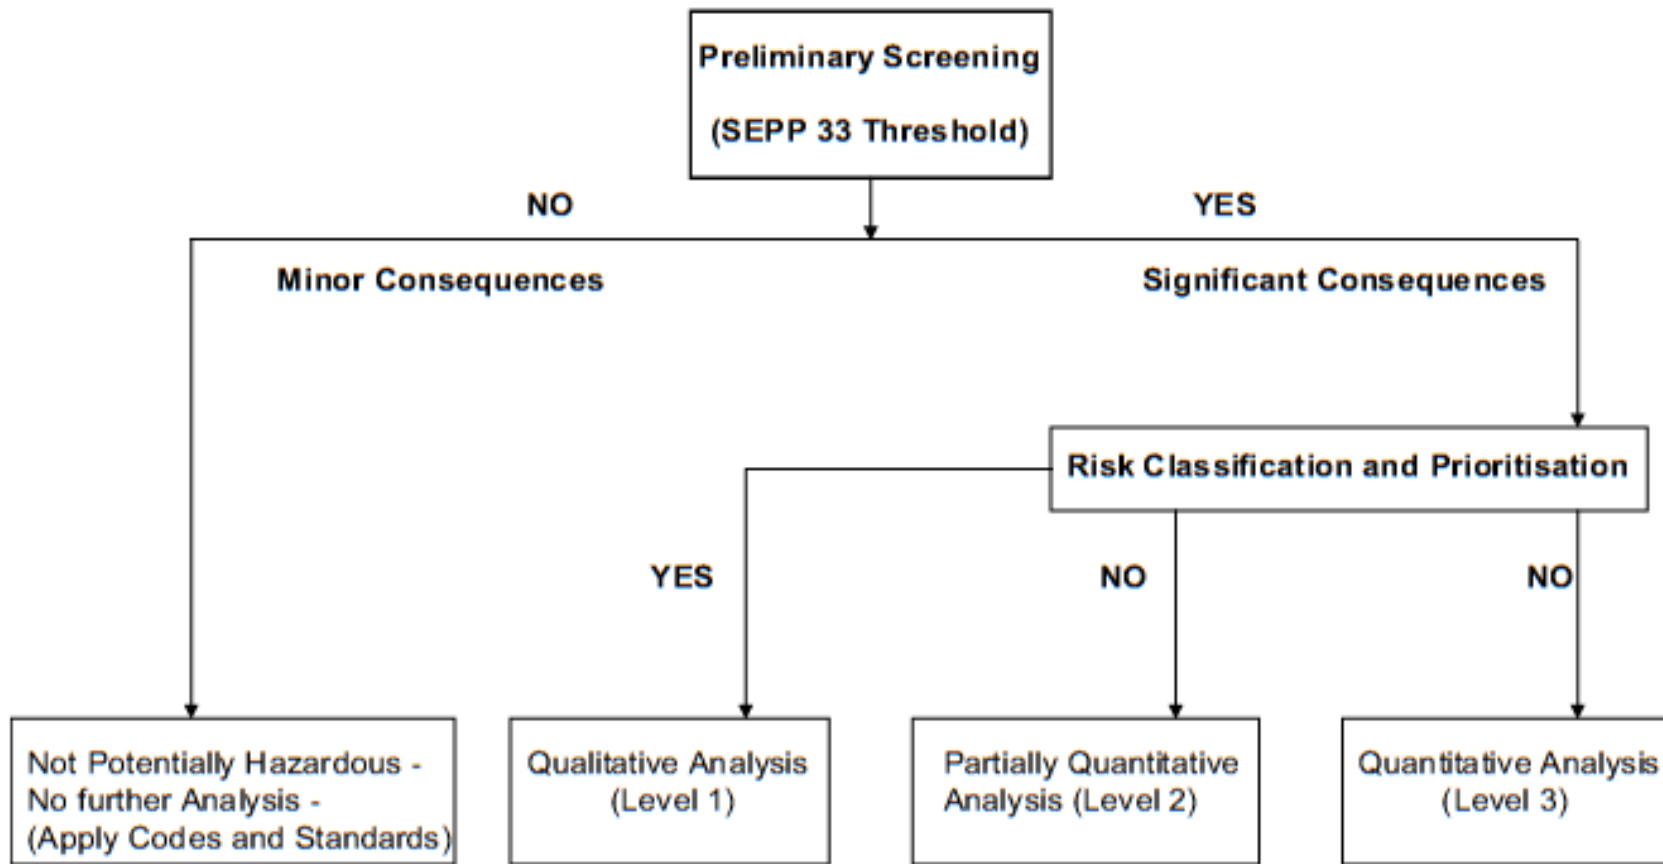 Preliminary Screening
(SEPP 33 Threshold)
NO
YES
Minor Consequences
Significant Consequences
Risk Classification and Prioritisation
YES
NO
NO
Not Potentially Hazardous -
No further Analysis -
(Apply Codes and Standards)
Qualitative Analysis
(Level 1)
Partially Quantitative
Analysis (Level 2)
Quantitative Analysis
(Level 3)